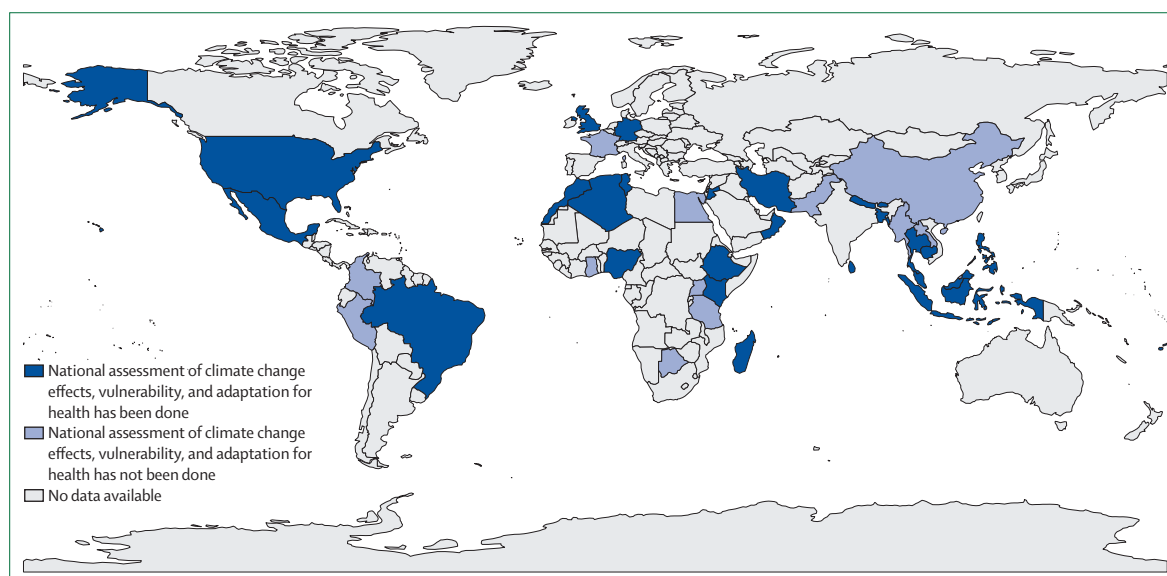 National assessment of climate change
effects, vulnerability, and adaptation for
health has been done
National assessment of climate change
effects, vulnerability, and adaptation for
health has not been done
No data available